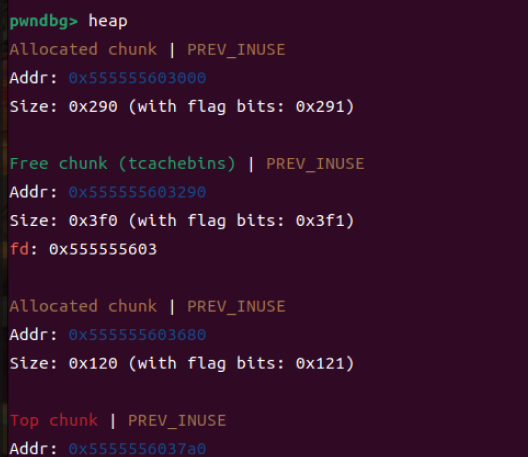 pwndbg> heap
Allocated chunk | PREV_INUSE
Addr: 0x555555603000
Size: 0x290 (with flag bits: 0x291)
Free chunk (tcachebins) | PREV_INUSE
Addr: 0x555555603290
Size: 0x3f0 (with flag bits: 0x3f1)
fd: 0x555555603
Allocated chunk | PREV_INUSE
Addr: 0x555555603680
Size: 0x120 (with flag bits: 0x121)
Top chunk | PREV_INUSE
Addr: 0x5555556037a0